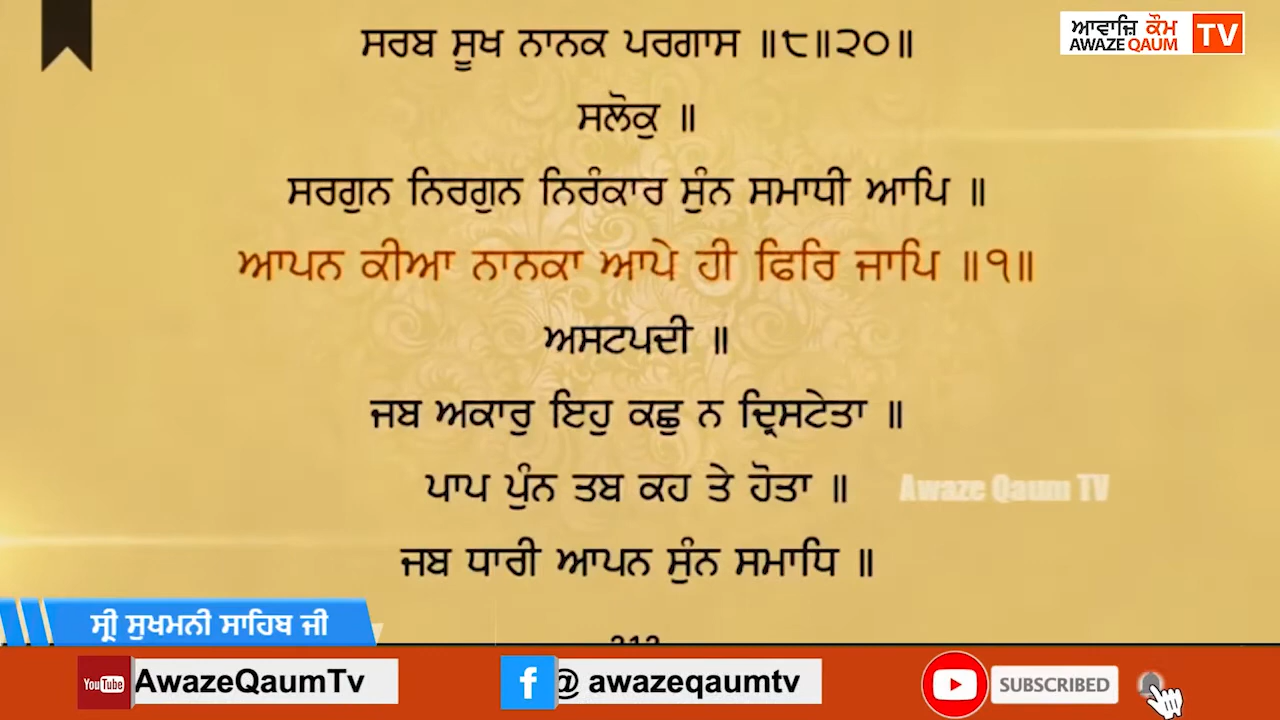 ਆਵਾਜ਼ਿ ਕੌਮ
AWAZE QAUM TV
ਸਰਬ ਸੂਖ ਨਾਨਕ ਪਰਗਾਸ ॥੮॥੨੦॥
ਸਲੋਕੁ ॥
ਸਰਗੁਨ ਨਿਰਗੁਨ ਨਿਰੰਕਾਰ ਸੁੰਨ ਸਮਾਧੀ ਆਪਿ ॥
ਆਪਨ ਕੀਆ ਨਾਨਕਾ ਆਪੇ ਹੀ ਫਿਰਿ ਜਾਪਿ ॥੧॥
ਅਸਟਪਦੀ ॥
ਜਬ ਅਕਾਰੁ ਇਹੁ ਕਛੁ ਨ ਦ੍ਰਿਸਟੇਤਾ ॥
ਪਾਪ ਪੁੰਨ ਤਬ ਕਹ ਤੇ ਹੋਤਾ ॥
Awaze Qaum TV
ਜਬ ਧਾਰੀ ਆਪਨ ਸੁੰਨ ਸਮਾਧਿ ॥
ਸ੍ਰੀ ਸੁਖਮਨੀ ਸਾਹਿਬ ਜੀ
YouTube AwazeQaumTv
f @ awazeqaumtv
SUBSCRIBED